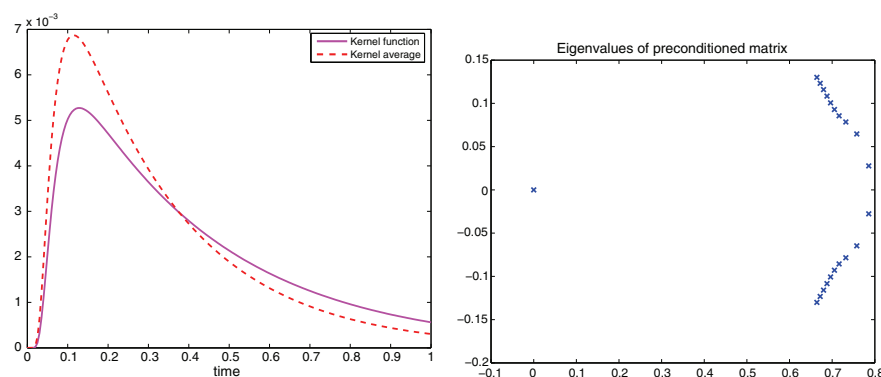 7 x 10⁻³
6
5
4
3
2
1
0
0 0.1 0.2 0.3 0.4 0.5 0.6 0.7 0.8 0.9 1
time
Kernel function
Kernel average
Eigenvalues of preconditioned matrix
0.15
0.1
0.05
0
−0.05
−0.1
−0.15
−0.2
−0.1 0 0.1 0.2 0.3 0.4 0.5 0.6 0.7 0.8